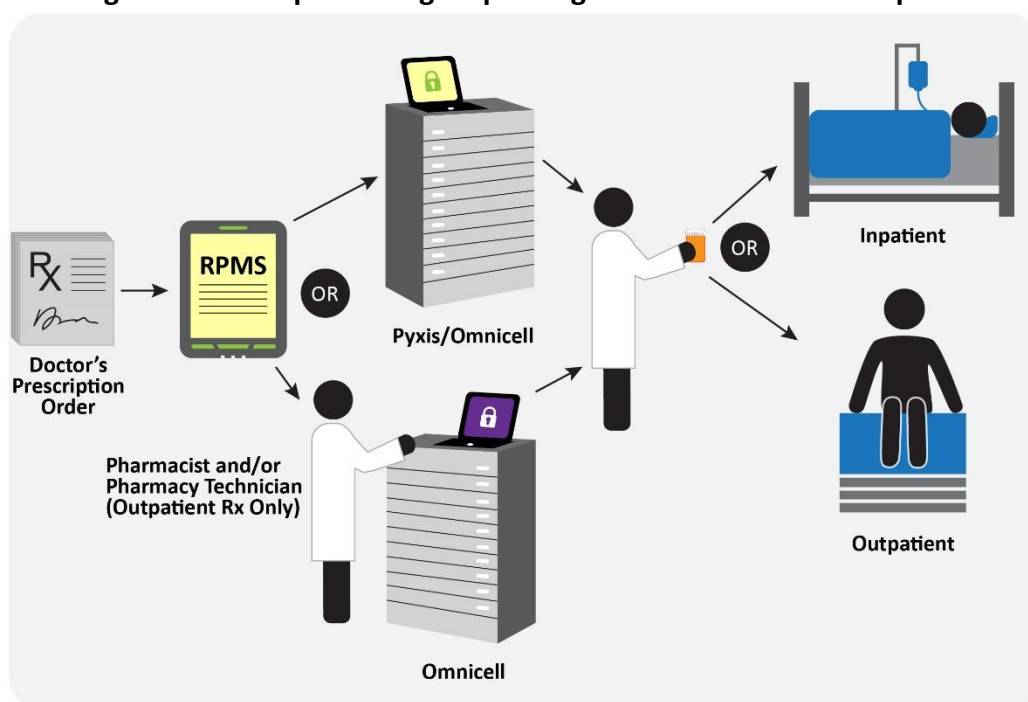 Rx
Doctor's
Prescription
Order
RPMS
OR
Pyxis/Omnicell
Pharmacist and/or
Pharmacy Technician
(Outpatient Rx Only)
Omnicell
OR
Inpatient
Outpatient